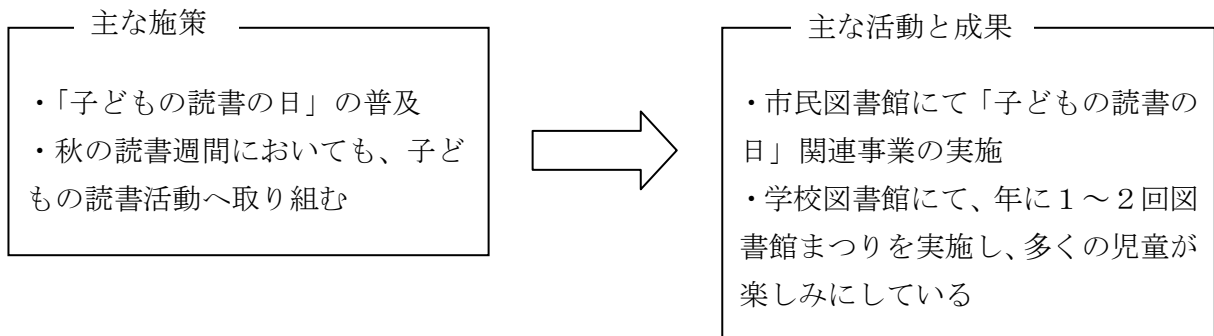 主な施策
・「子どもの読書の日」の普及
・秋の読書週間においても、子ど
もの読書活動へ取り組む
主な活動と成果
・市民図書館にて「子どもの読書の
日」関連事業の実施
・学校図書館にて、年に１～２回図
書館まつりを実施し、多くの児童が
楽しみにしている